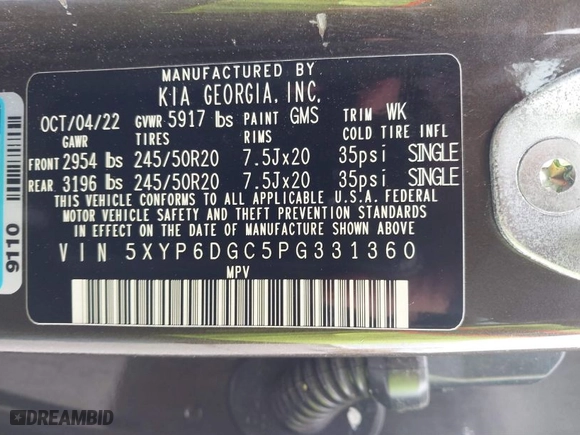 MANUFACTURED BY
KIA GEORGIA, INC.
OCT/04/22 GVWR 5917 lbs PAINT GMS TRIM WK
GAWR TIRES RIMS COLD TIRE INFL
FRONT 2954 lbs 245/50R20 7.5Jx20 35psi SINGLE
REAR 3196 lbs 245/50R20 7.5Jx20 35psi SINGLE
THIS VEHICLE CONFORMS TO ALL APPLICABLE U.S.A. FEDERAL
MOTOR VEHICLE SAFETY STANDARDS IN EFFECT
ON THE DATE OF MANUFACTURE SHOWN ABOVE
VIN 5XYP6DGC5PG331360
MPV
9110
DREAMBID